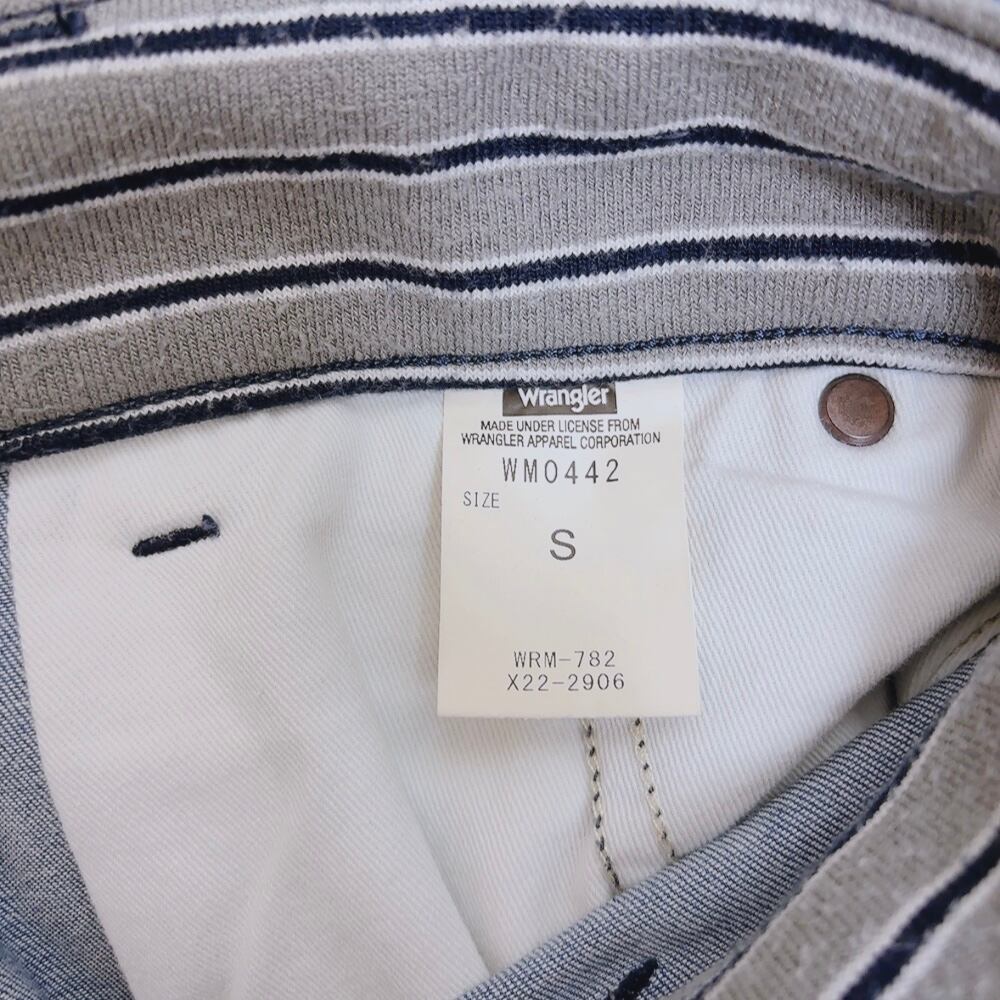 Wrangler
MADE UNDER LICENSE FROM
WRANGLER APPAREL CORPORATION
WM0442
SIZE
S
WRM-782
X22-2906